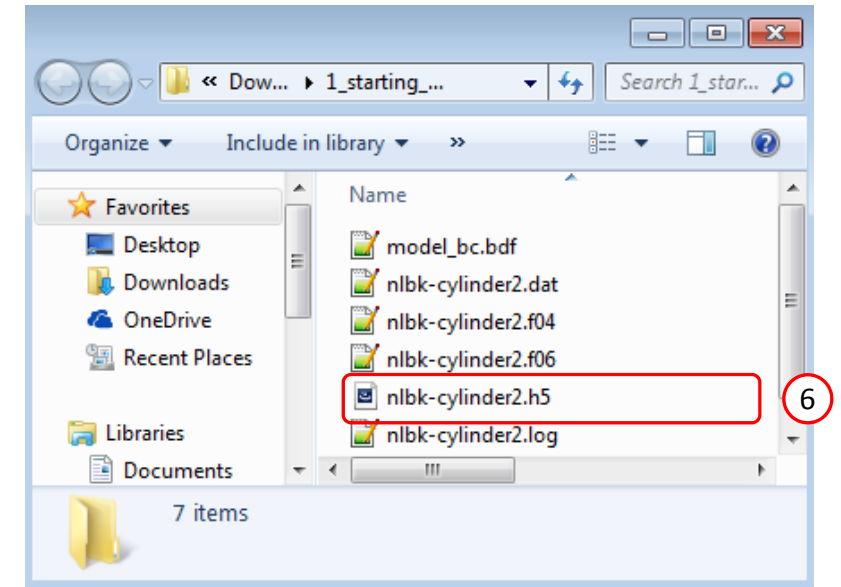 « Dow... ▸ 1_starting_...
Search 1_star...
Organize ▼ Include in library ▼ »
Favorites
Desktop
Downloads
OneDrive
Recent Places
Libraries
Documents
Name
model_bc.bdf
nlbk-cylinder2.dat
nlbk-cylinder2.f04
nlbk-cylinder2.f06
nlbk-cylinder2.h5
6
nlbk-cylinder2.log
7 items